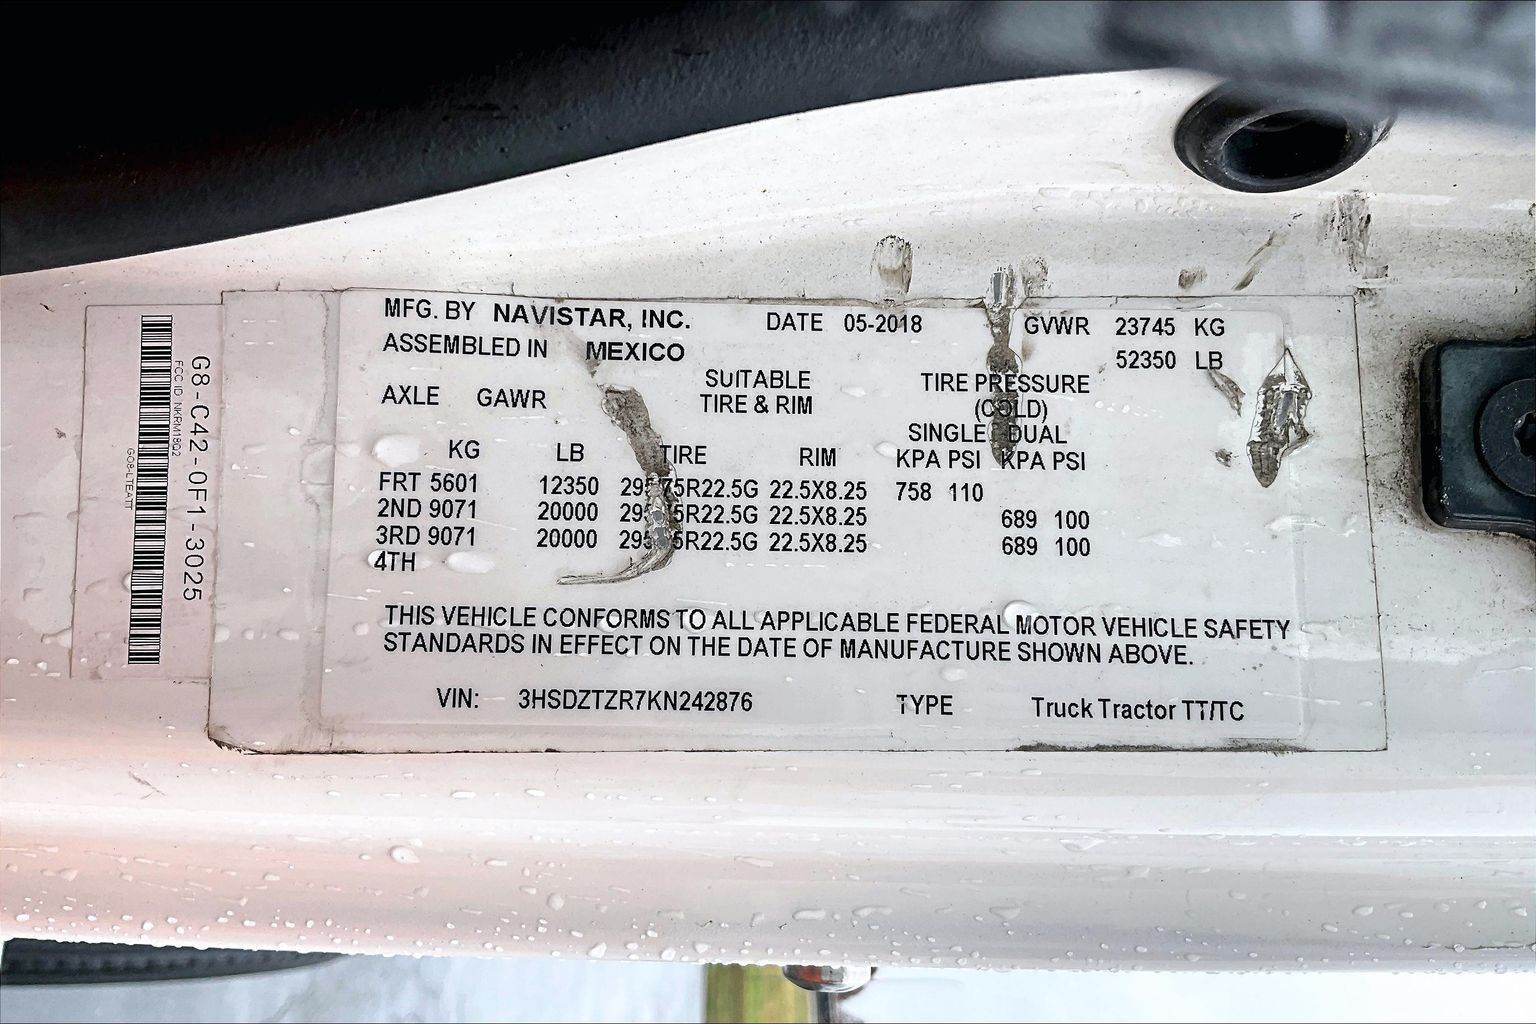 MFG. BY NAVISTAR, INC. DATE 05-2018 GVWR 23745 KG
ASSEMBLED IN MEXICO 52350 LB
AXLE GAWR SUITABLE TIRE PRESSURE
TIRE & RIM (COLD)
SINGLE DUAL
KG LB TIRE RIM KPA PSI KPA PSI
FRT 5601 12350 22.5X8.25 758 110
2ND 9071 20000 22.5X8.25 689 100
3RD 9071 20000 22.5X8.25 689 100
4TH
THIS VEHICLE CONFORMS TO ALL APPLICABLE FEDERAL MOTOR VEHICLE SAFETY
STANDARDS IN EFFECT ON THE DATE OF MANUFACTURE SHOWN ABOVE.
VIN: 3HSDZTZR7KN242876 TYPE Truck Tractor TT/TC
G8-C42-0F1-3025
FCC ID: NKRM18Q2